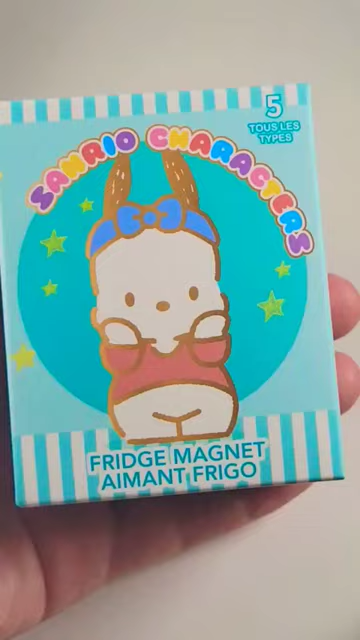 5
TOUS LES
TYPES
SANRIO CHARACTERS
FRIDGE MAGNET
AIMANT FRIGO